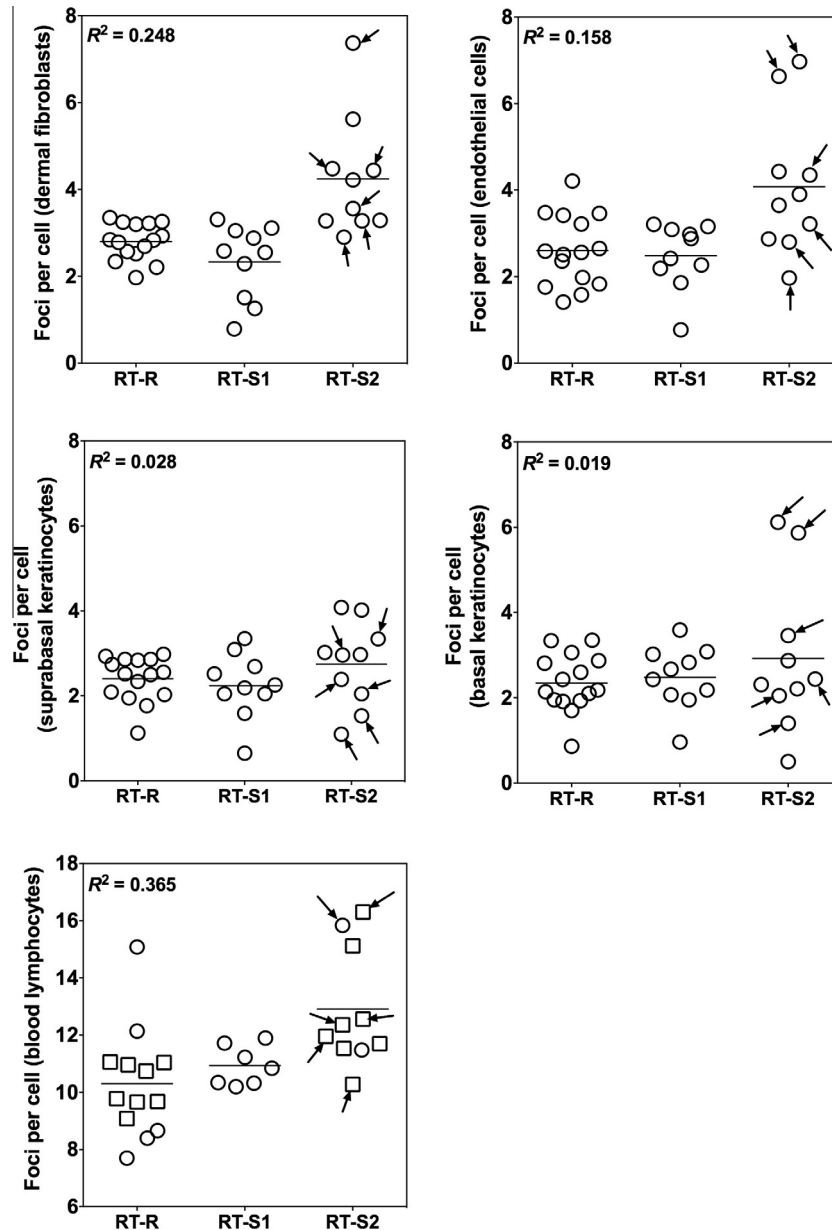 Foci per cell (dermal fibroblasts)
R² = 0.248
8
6
4
2
0
RT-R RT-S1 RT-S2
Foci per cell (endothelial cells)
R² = 0.158
8
6
4
2
0
RT-R RT-S1 RT-S2
Foci per cell
(suprabasal keratinocytes)
R² = 0.028
8
6
4
2
0
RT-R RT-S1 RT-S2
Foci per cell
(basal keratinocytes)
R² = 0.019
8
6
4
2
0
RT-R RT-S1 RT-S2
Foci per cell (blood lymphocytes)
R² = 0.365
18
16
14
12
10
8
6
RT-R RT-S1 RT-S2